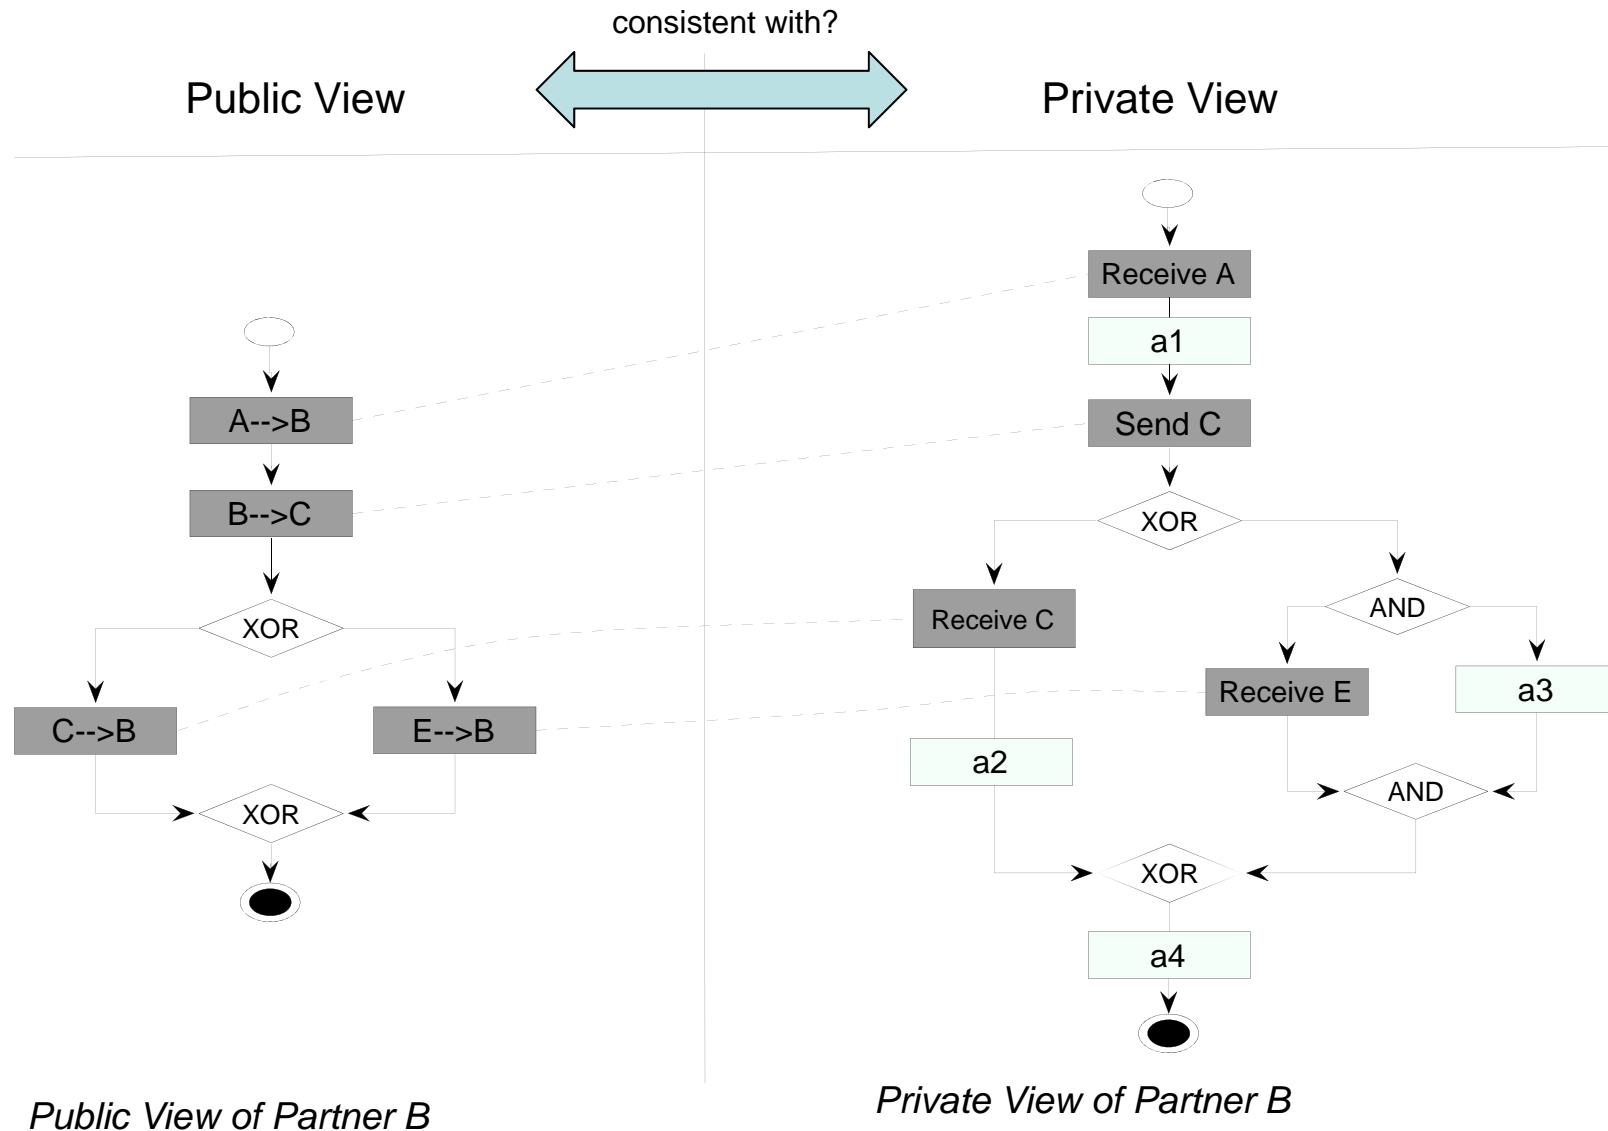 consistent with?
Public View
Private View
A-->B
B-->C
XOR
C-->B
E-->B
XOR
Receive A
a1
Send C
XOR
Receive C
AND
Receive E
a3
a2
AND
XOR
a4
Public View of Partner B
Private View of Partner B